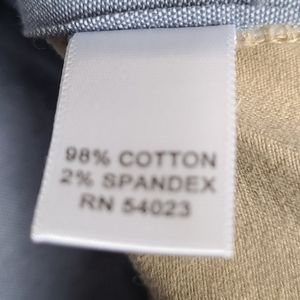 98% COTTON
2% SPANDEX
RN 54023